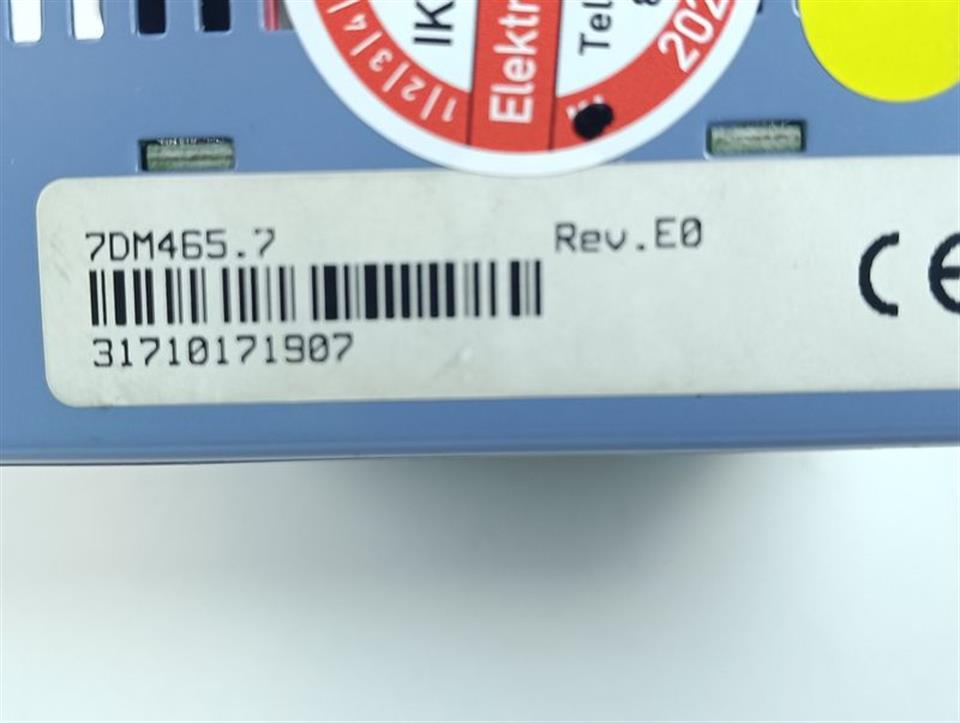 1/2/3/4/
IK
Elektr
Tel
202
7DM465.7
Rev.E0
31710171907
CE